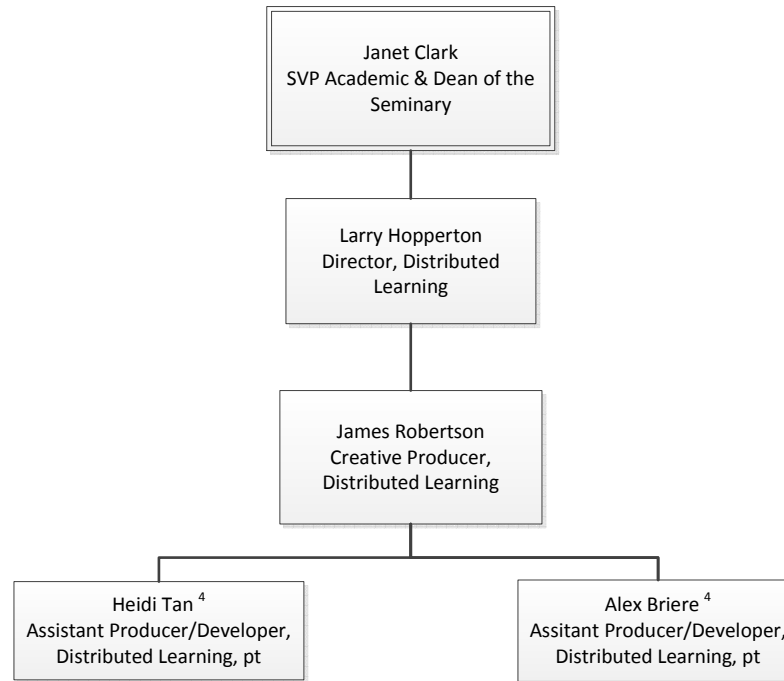 Janet Clark
SVP Academic & Dean of the
Seminary
Larry Hopperton
Director, Distributed
Learning
James Robertson
Creative Producer,
Distributed Learning
Heidi Tan 4
Assistant Producer/Developer,
Distributed Learning, pt
Alex Briere 4
Assitant Producer/Developer,
Distributed Learning, pt